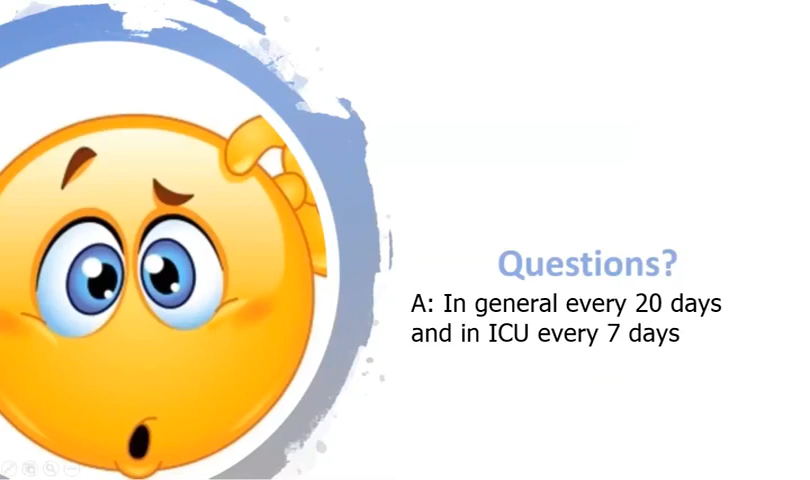 Questions?
A: In general every 20 days
and in ICU every 7 days